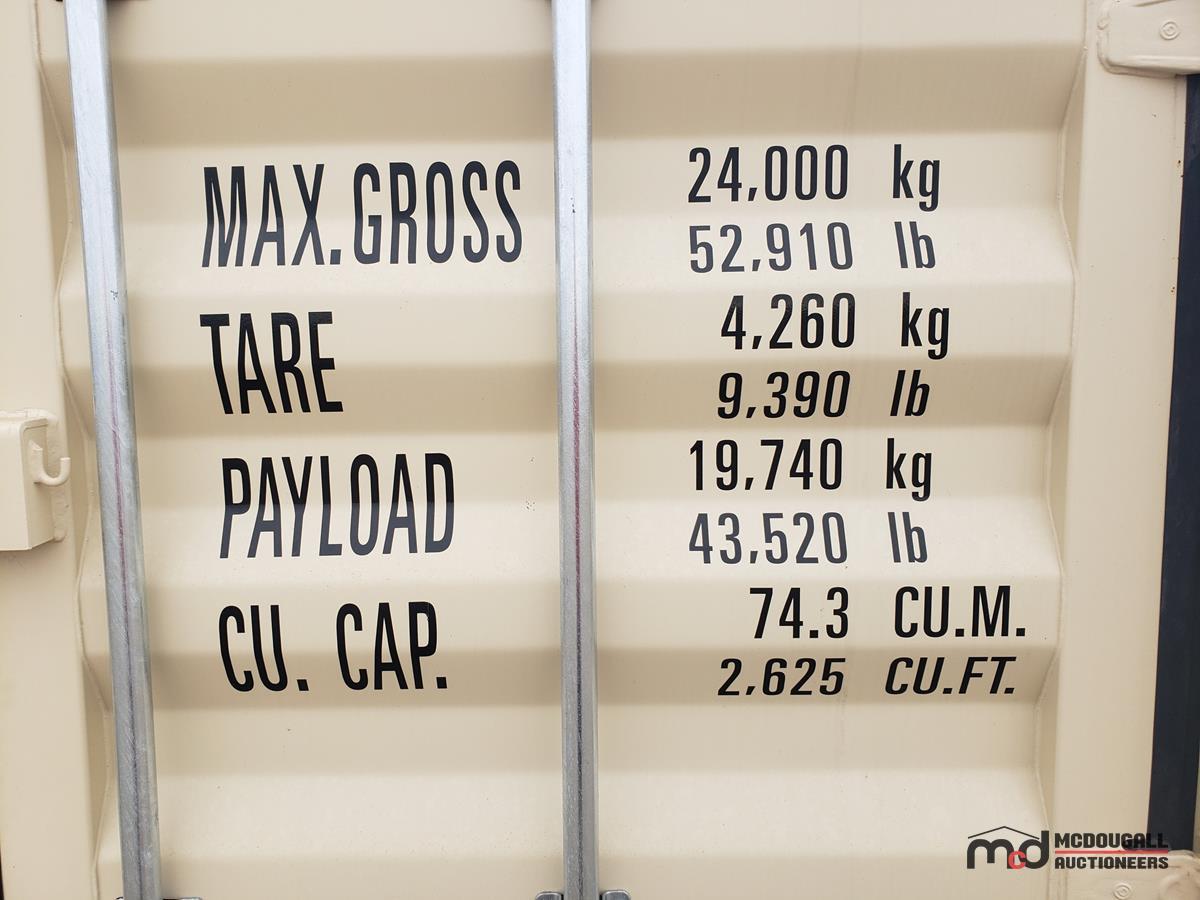 MAX.GROSS 24,000 kg
52,910 lb
TARE 4,260 kg
9,390 lb
PAYLOAD 19,740 kg
43,520 lb
CU. CAP. 74.3 CU.M.
2,625 CU.FT.
mcd MCDOUGALL
AUCTIONEERS